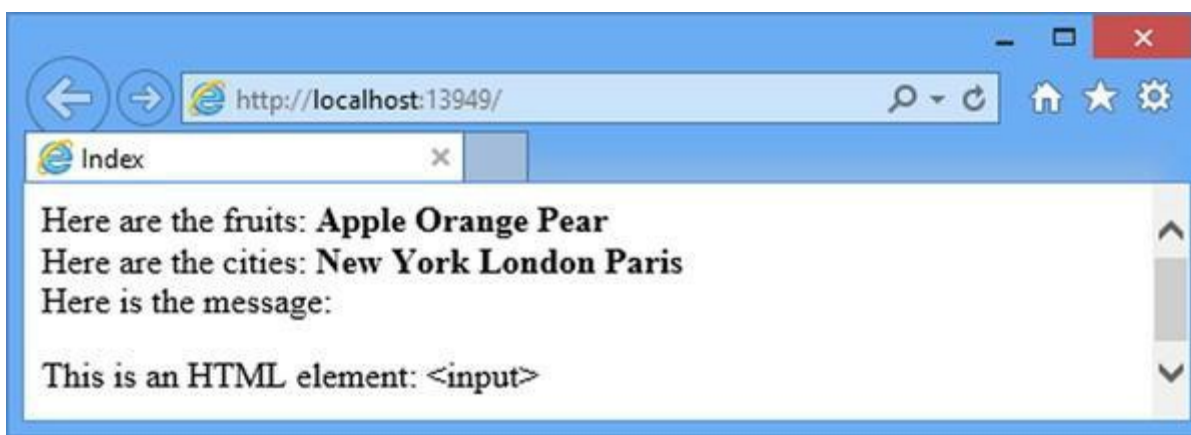 http://localhost:13949/
Index
Here are the fruits: Apple Orange Pear
Here are the cities: New York London Paris
Here is the message:
This is an HTML element: <input>